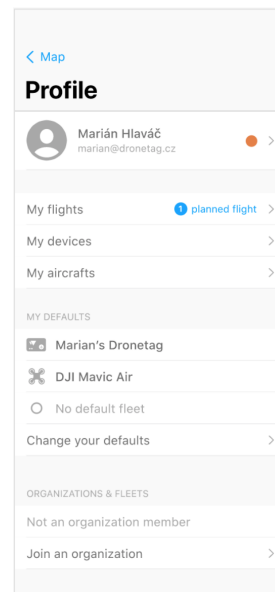 Map
Profile
Marián Hlaváč
marian@dronetag.cz
My flights 1 planned flight
My devices
My aircrafts
MY DEFAULTS
Marian's Dronetag
DJI Mavic Air
No default fleet
Change your defaults
ORGANIZATIONS & FLEETS
Not an organization member
Join an organization